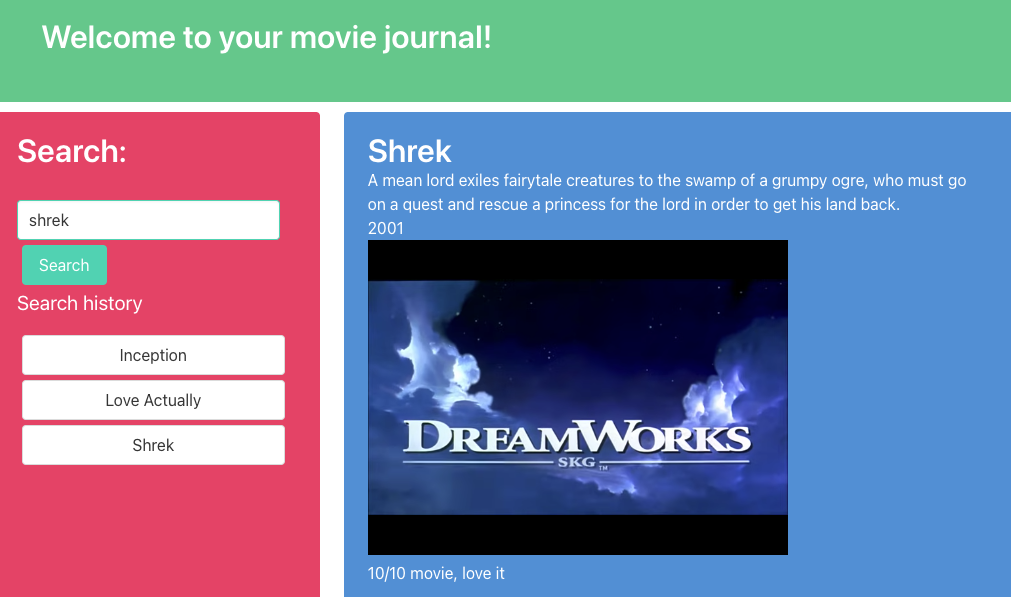 Welcome to your movie journal!
Search:
shrek
Search
Search history
Inception
Love Actually
Shrek
Shrek
A mean lord exiles fairytale creatures to the swamp of a grumpy ogre, who must go
on a quest and rescue a princess for the lord in order to get his land back.
2001
DREAMWORKS
SKG TM
10/10 movie, love it